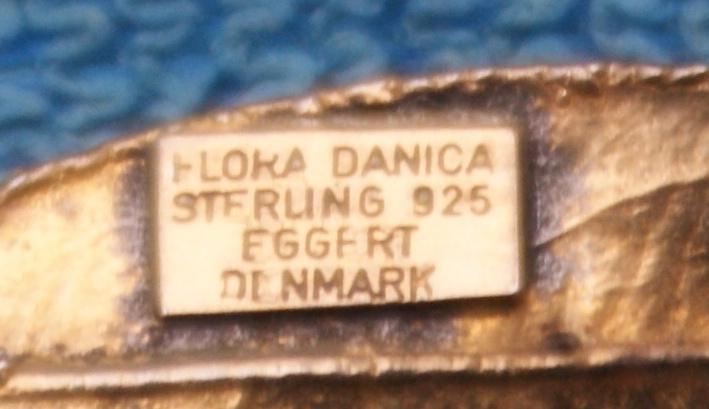 FLORA DANICA
STERLING 925
EGGERT
DENMARK